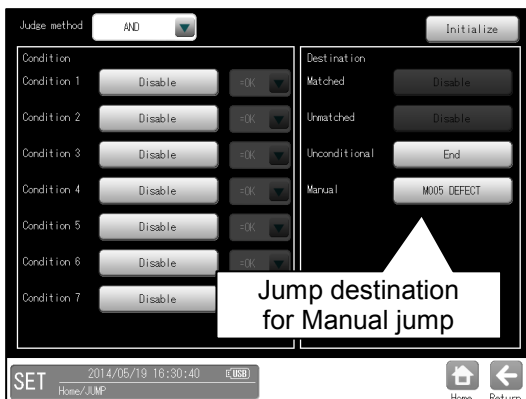 Judge method AND Initialize
Condition
Condition 1 Disable =OK
Condition 2 Disable =OK
Condition 3 Disable =OK
Condition 4 Disable =OK
Condition 5 Disable =OK
Condition 6 Disable =OK
Condition 7 Disable
Destination
Matched Disable
Unmatched Disable
Unconditional End
Manual M005 DEFECT
Jump destination
for Manual jump
SET 2014/05/19 16:30:40 USB
Home/JUMP
Home Return